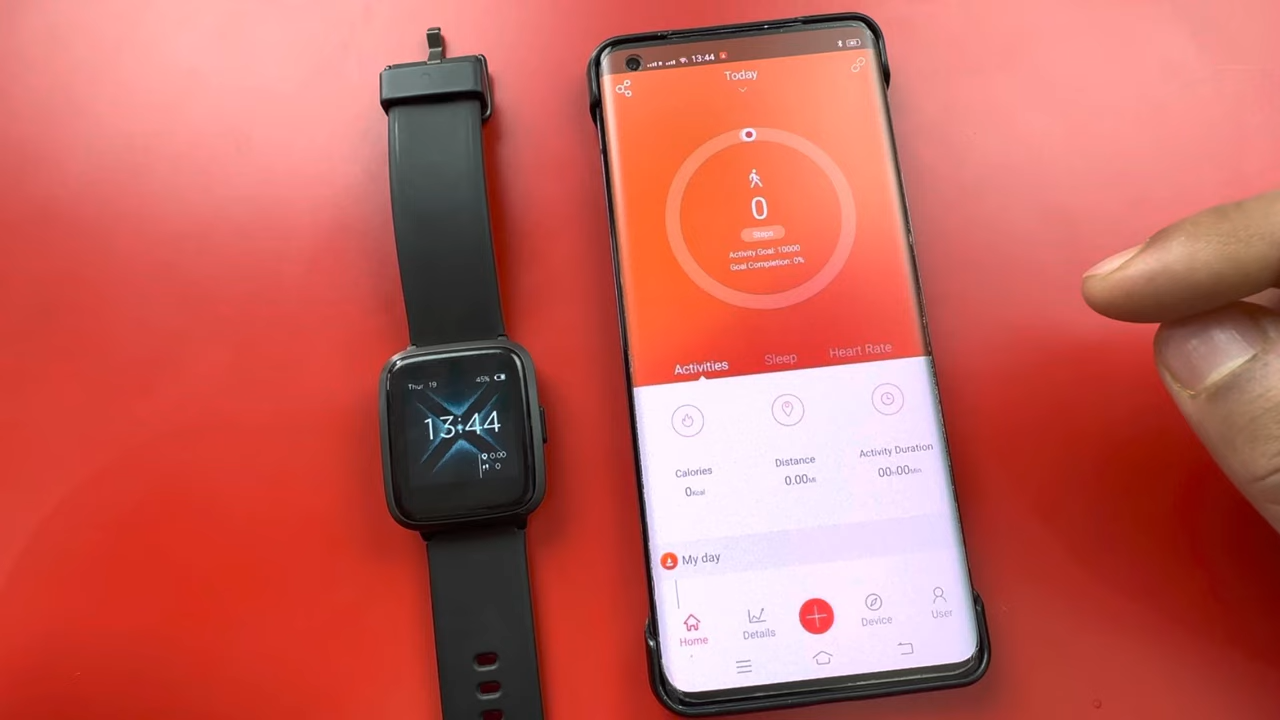 Thur 19
45%
13:44
0.00
0
13:44
Today
0
Steps
Activity Goal: 10000
Goal Completion: 0%
Activities Sleep Heart Rate
Calories Distance Activity Duration
0Kcal 0.00Mi 00H00Min
My day
Home Details Device User